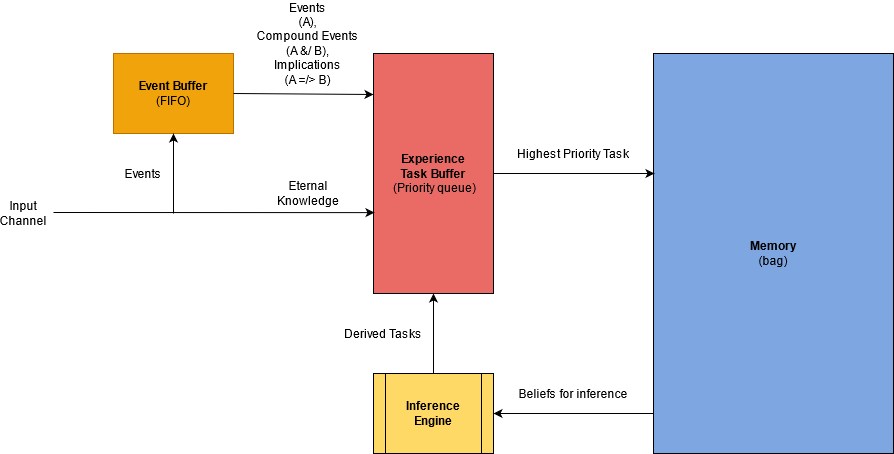 Events
(A),
Compound Events
(A &/ B),
Implications
(A =/> B)
Event Buffer
(FIFO)
Experience
Task Buffer
(Priority queue)
Highest Priority Task
Events
Eternal
Knowledge
Input
Channel
Memory
(bag)
Derived Tasks
Inference
Engine
Beliefs for inference